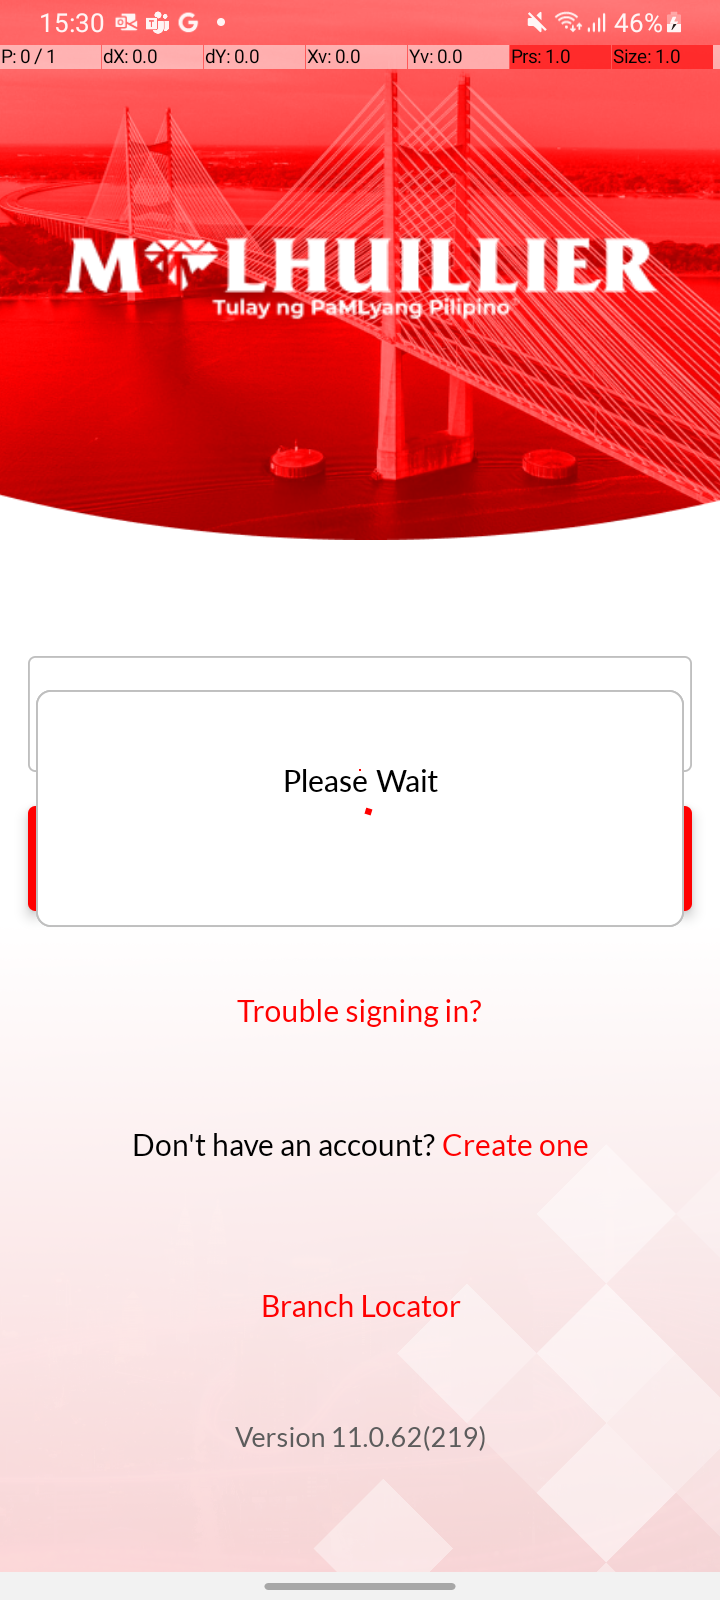 15:30 46%
P: 0 / 1 dX: 0.0 dY: 0.0 Xv: 0.0 Yv: 0.0 Prs: 1.0 Size: 1.0
M LHUILLIER
Tulay ng PaMLyang Pilipino
Please Wait
Trouble signing in?
Don't have an account? Create one
Branch Locator
Version 11.0.62(219)